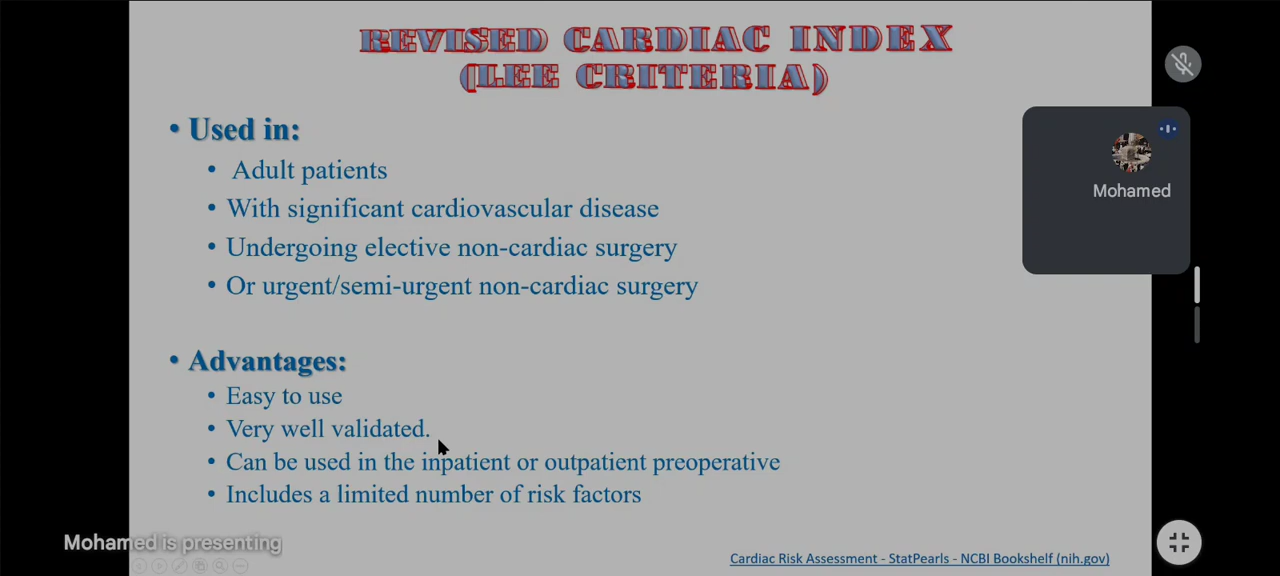 REVISED CARDIAC INDEX
(LEE CRITERIA)
• Used in:
• Adult patients
• With significant cardiovascular disease
• Undergoing elective non-cardiac surgery
• Or urgent/semi-urgent non-cardiac surgery
Mohamed
• Advantages:
• Easy to use
• Very well validated.
• Can be used in the inpatient or outpatient preoperative
• Includes a limited number of risk factors
Mohamed is presenting
Cardiac Risk Assessment - StatPearls - NCBI Bookshelf (nih.gov)